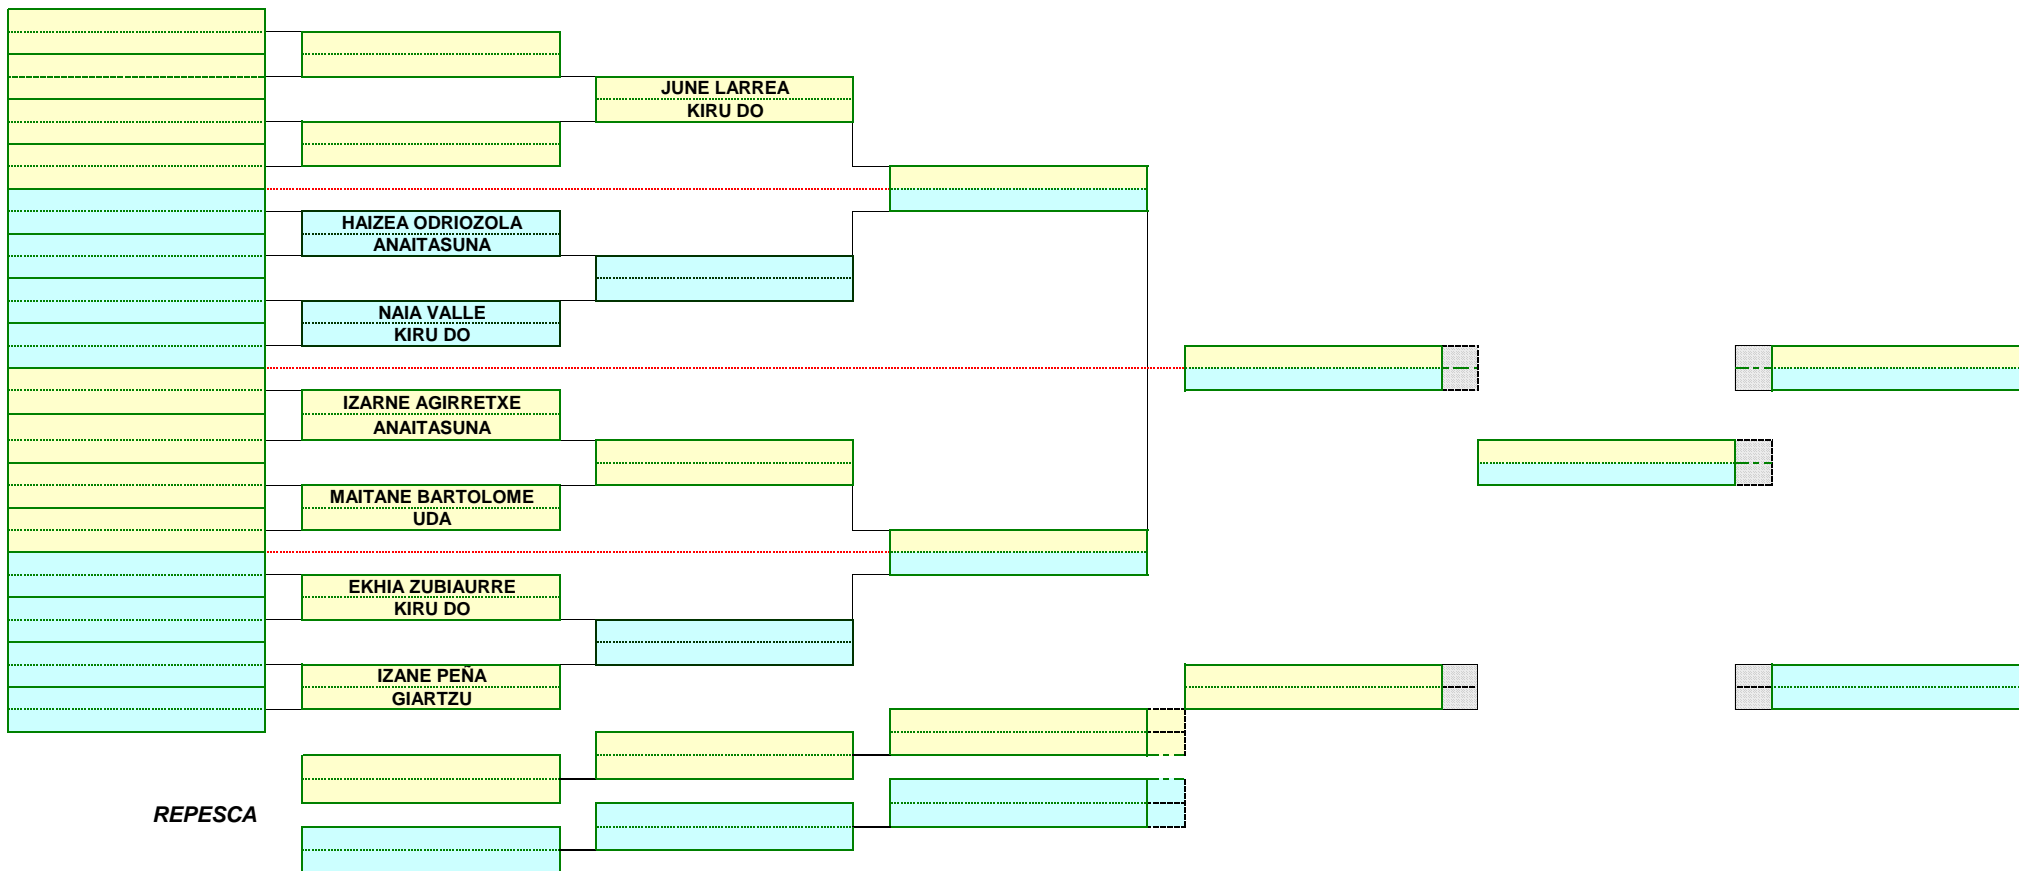 JUNE LARREA
KIRU DO
HAIZEA ODRIOZOLA
ANAITASUNA
NAIA VALLE
KIRU DO
IZARNE AGIRRETXE
ANAITASUNA
MAITANE BARTOLOME
UDA
EKHIA ZUBIAURRE
KIRU DO
IZANE PEÑA
GIARTZU
REPESCA